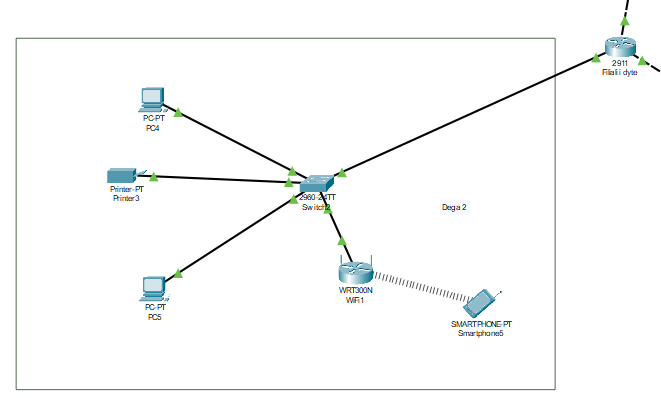 2911
Filiali i dyte
PC-PT
PC4
Printer-PT
Printer3
2960-24TT
Switch2
Dega 2
PC-PT
PC5
WRT300N
WiFi1
SMARTPHONE-PT
Smartphone5